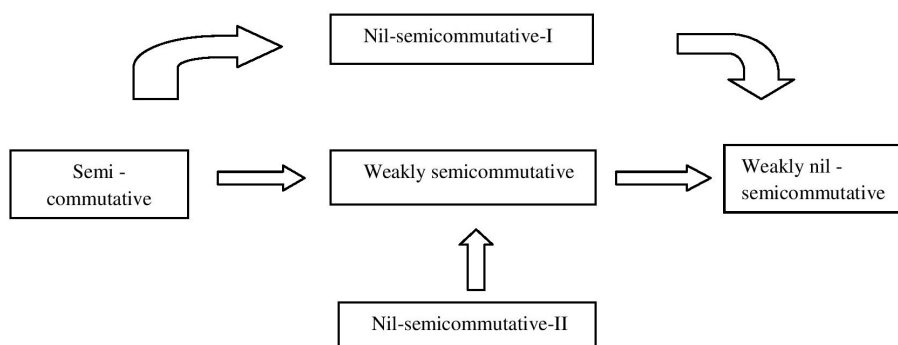 Nil-semicommutative-I
Semi -
commutative
Weakly semicommutative
Weakly nil -
semicommutative
Nil-semicommutative-II